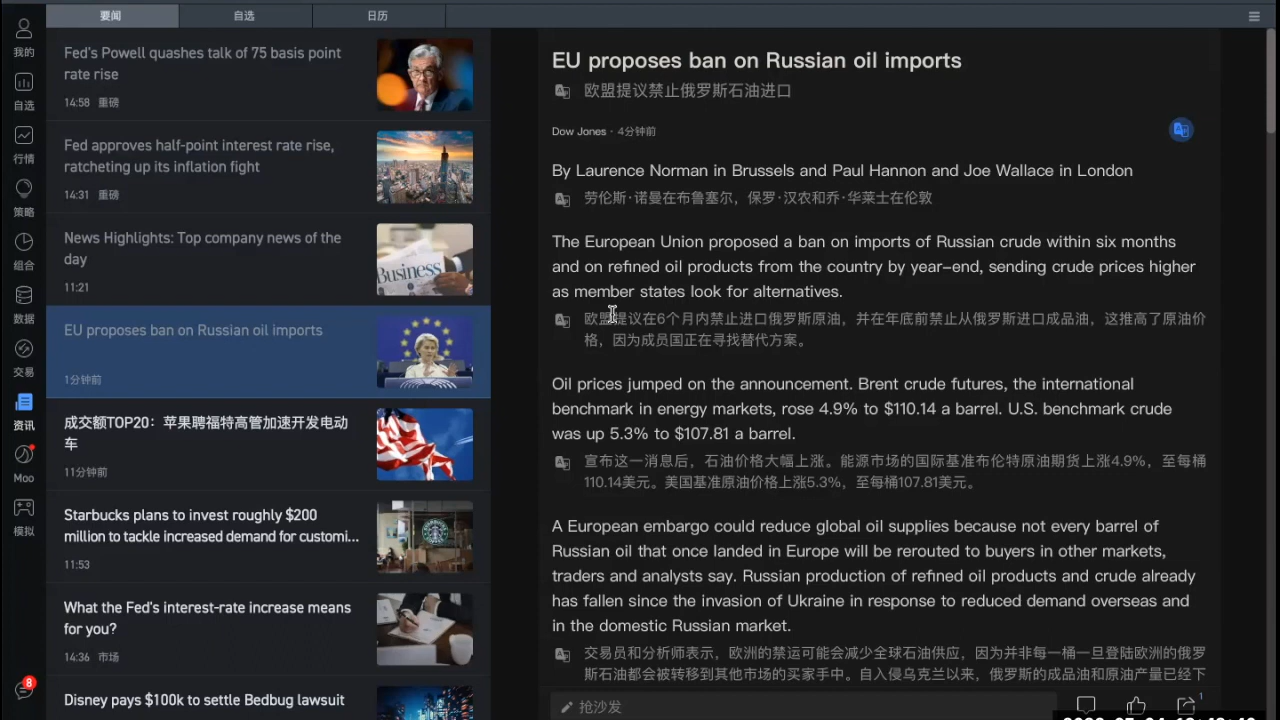 要闻
自选
日历
我的
自选
行情
策略
组合
数据
交易
资讯
Moo
模拟
8
Fed's Powell quashes talk of 75 basis point
rate rise
14:58 重磅
Fed approves half-point interest rate rise,
ratcheting up its inflation fight
14:31 重磅
News Highlights: Top company news of the
day
11:21
Business
EU proposes ban on Russian oil imports
1分钟前
成交额TOP20：苹果聘福特高管加速开发电动
车
11分钟前
Starbucks plans to invest roughly $200
million to tackle increased demand for customi...
11:53
What the Fed's interest-rate increase means
for you?
14:36 市场
Disney pays $100k to settle Bedbug lawsuit
EU proposes ban on Russian oil imports
欧盟提议禁止俄罗斯石油进口
Dow Jones · 4分钟前
By Laurence Norman in Brussels and Paul Hannon and Joe Wallace in London
劳伦斯·诺曼在布鲁塞尔，保罗·汉农和乔·华莱士在伦敦
The European Union proposed a ban on imports of Russian crude within six months
and on refined oil products from the country by year-end, sending crude prices higher
as member states look for alternatives.
欧盟提议在6个月内禁止进口俄罗斯原油，并在年底前禁止从俄罗斯进口成品油，这推高了原油价
格，因为成员国正在寻找替代方案。
Oil prices jumped on the announcement. Brent crude futures, the international
benchmark in energy markets, rose 4.9% to $110.14 a barrel. U.S. benchmark crude
was up 5.3% to $107.81 a barrel.
宣布这一消息后，石油价格大幅上涨。能源市场的国际基准布伦特原油期货上涨4.9%，至每桶
110.14美元。美国基准原油价格上涨5.3%，至每桶107.81美元。
A European embargo could reduce global oil supplies because not every barrel of
Russian oil that once landed in Europe will be rerouted to buyers in other markets,
traders and analysts say. Russian production of refined oil products and crude already
has fallen since the invasion of Ukraine in response to reduced demand overseas and
in the domestic Russian market.
交易员和分析师表示，欧洲的禁运可能会减少全球石油供应，因为并非每一桶一旦登陆欧洲的俄罗
斯石油都会被转移到其他市场的买家手中。自入侵乌克兰以来，俄罗斯的成品油和原油产量已经下
抢沙发
1